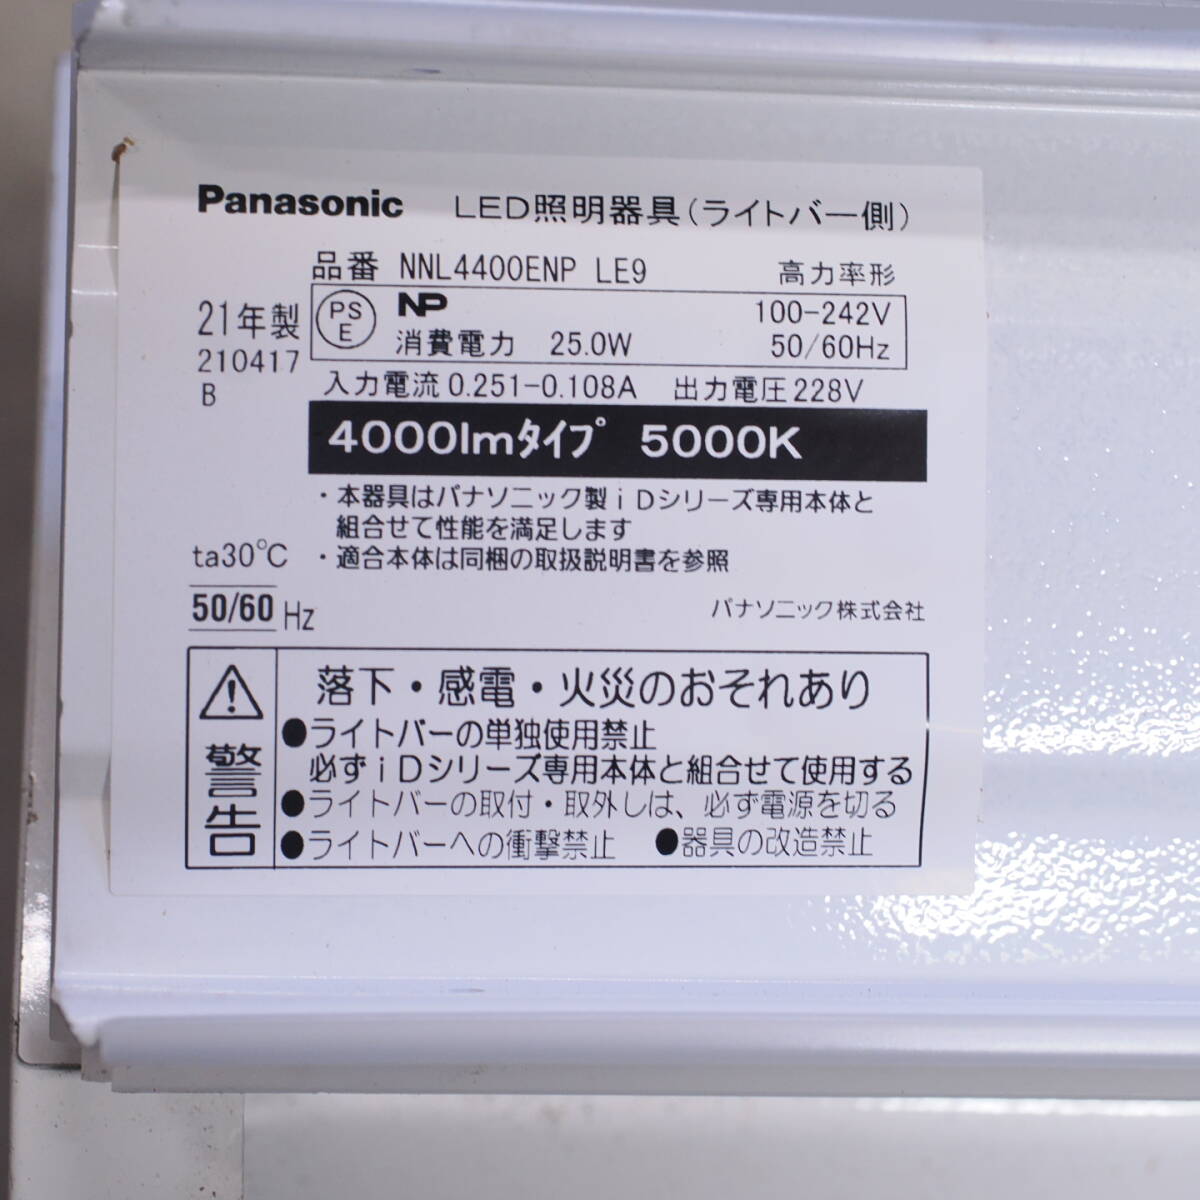 Panasonic LED照明器具(ライトバー側)
品番 NNL4400ENP LE9 高力率形
21年製
210417
B
PS
E
NP 100-242V
消費電力 25.0W 50/60Hz
入力電流0.251-0.108A 出力電圧228V
4000lmタイプ 5000K
・本器具はパナソニック製iDシリーズ専用本体と
組合せて性能を満足します
・適合本体は同梱の取扱説明書を参照
ta30℃
50/60 Hz
パナソニック株式会社
警告
落下・感電・火災のおそれあり
●ライトバーの単独使用禁止
必ずiDシリーズ専用本体と組合せて使用する
●ライトバーの取付・取外しは、必ず電源を切る
●ライトバーへの衝撃禁止 ●器具の改造禁止